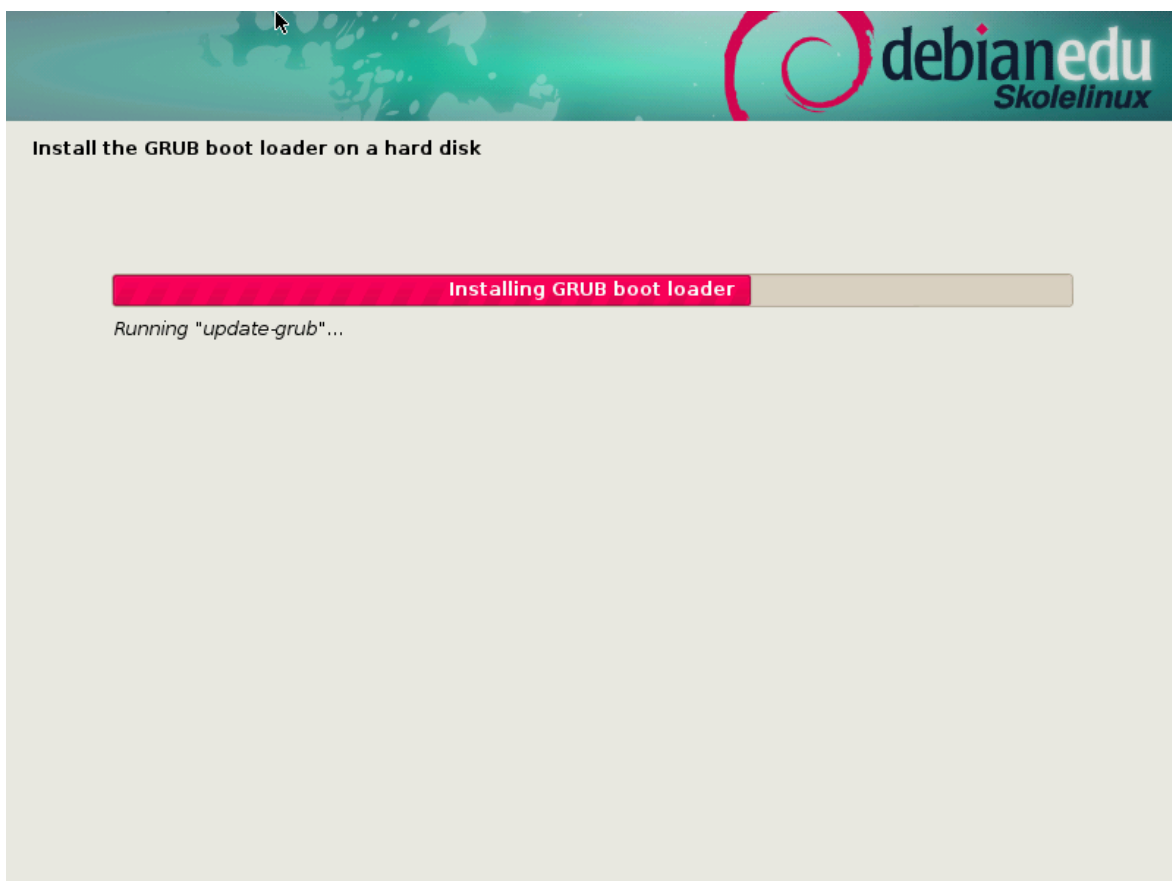 debianedu
Skolelinux
Install the GRUB boot loader on a hard disk
Installing GRUB boot loader
Running "update-grub"...